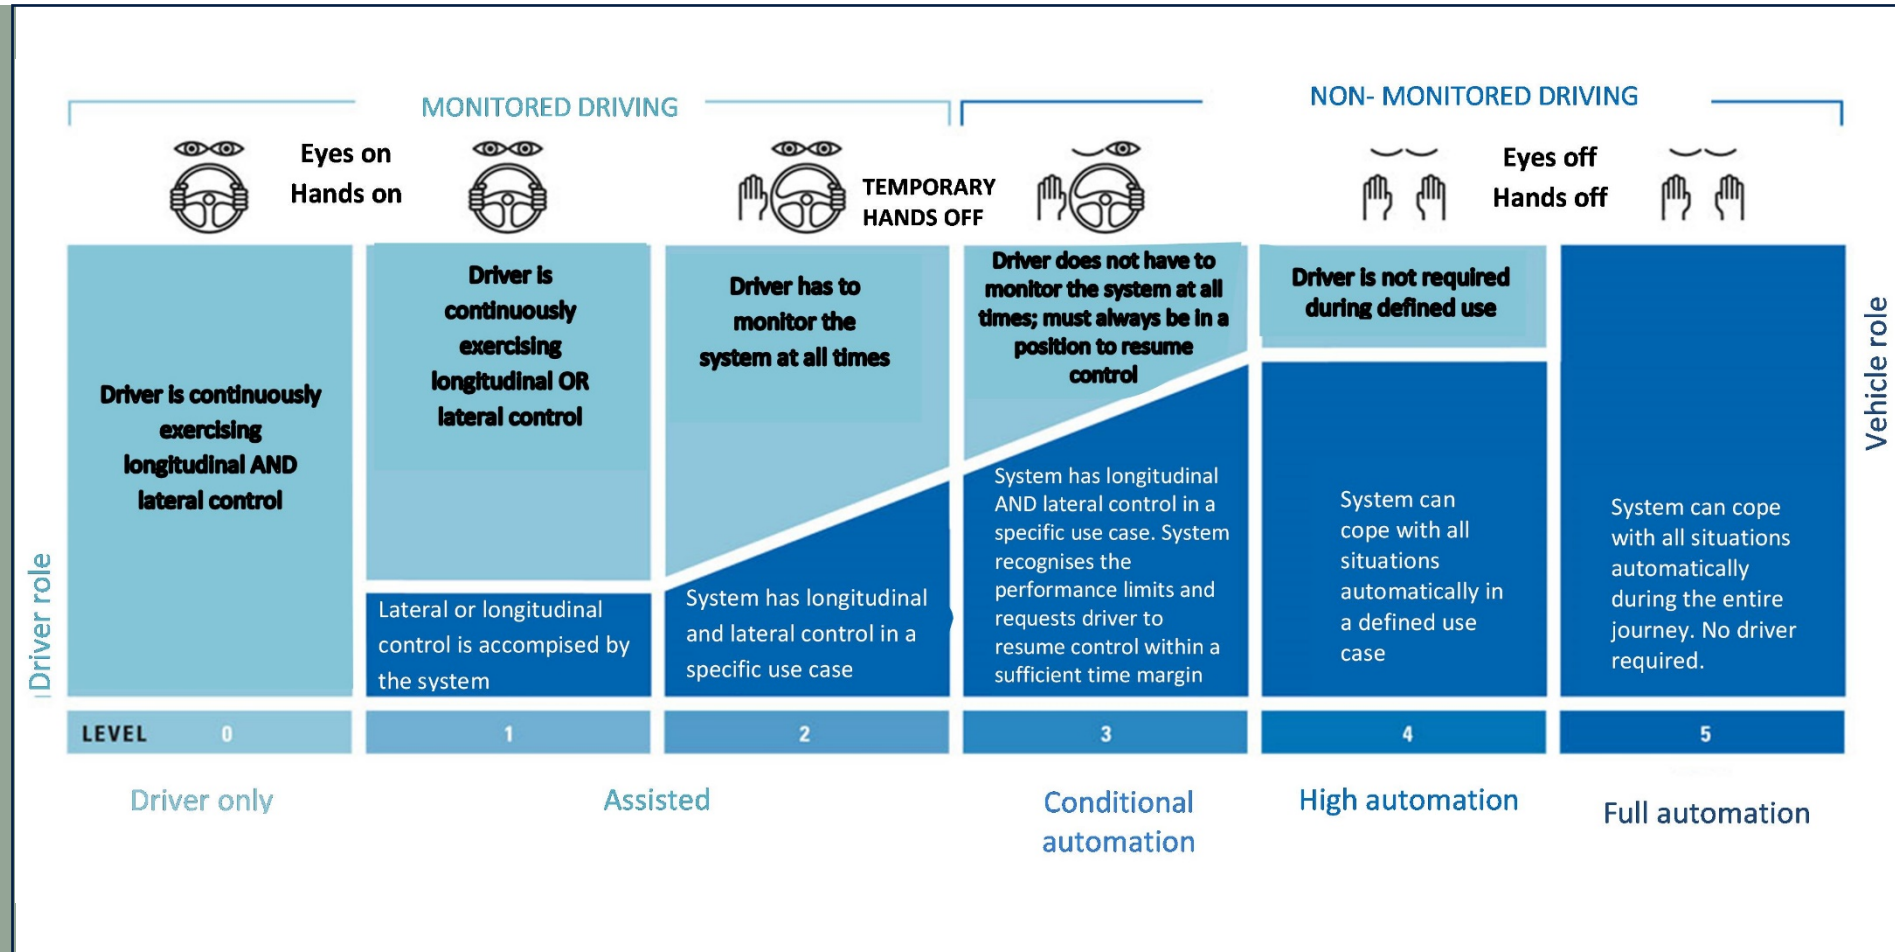 MONITORED DRIVING
NON- MONITORED DRIVING
Eyes on
Hands on
TEMPORARY
HANDS OFF
Eyes off
Hands off
Driver role
Driver is continuously
exercising
longitudinal AND
lateral control
Driver is
continuously
exercising
longitudinal OR
lateral control
Driver has to
monitor the
system at all times
Driver does not have to
monitor the system at all
times; must always be in a
position to resume
control
Driver is not required
during defined use
Lateral or longitudinal
control is accompised by
the system
System has longitudinal
and lateral control in a
specific use case
System has longitudinal
AND lateral control in a
specific use case. System
recognises the
performance limits and
requests driver to
resume control within a
sufficient time margin
System can
cope with all
situations
automatically in
a defined use
case
System can cope
with all situations
automatically
during the entire
journey. No driver
required.
Vehicle role
LEVEL 0 1 2 3 4 5
Driver only
Assisted
Conditional
automation
High automation
Full automation